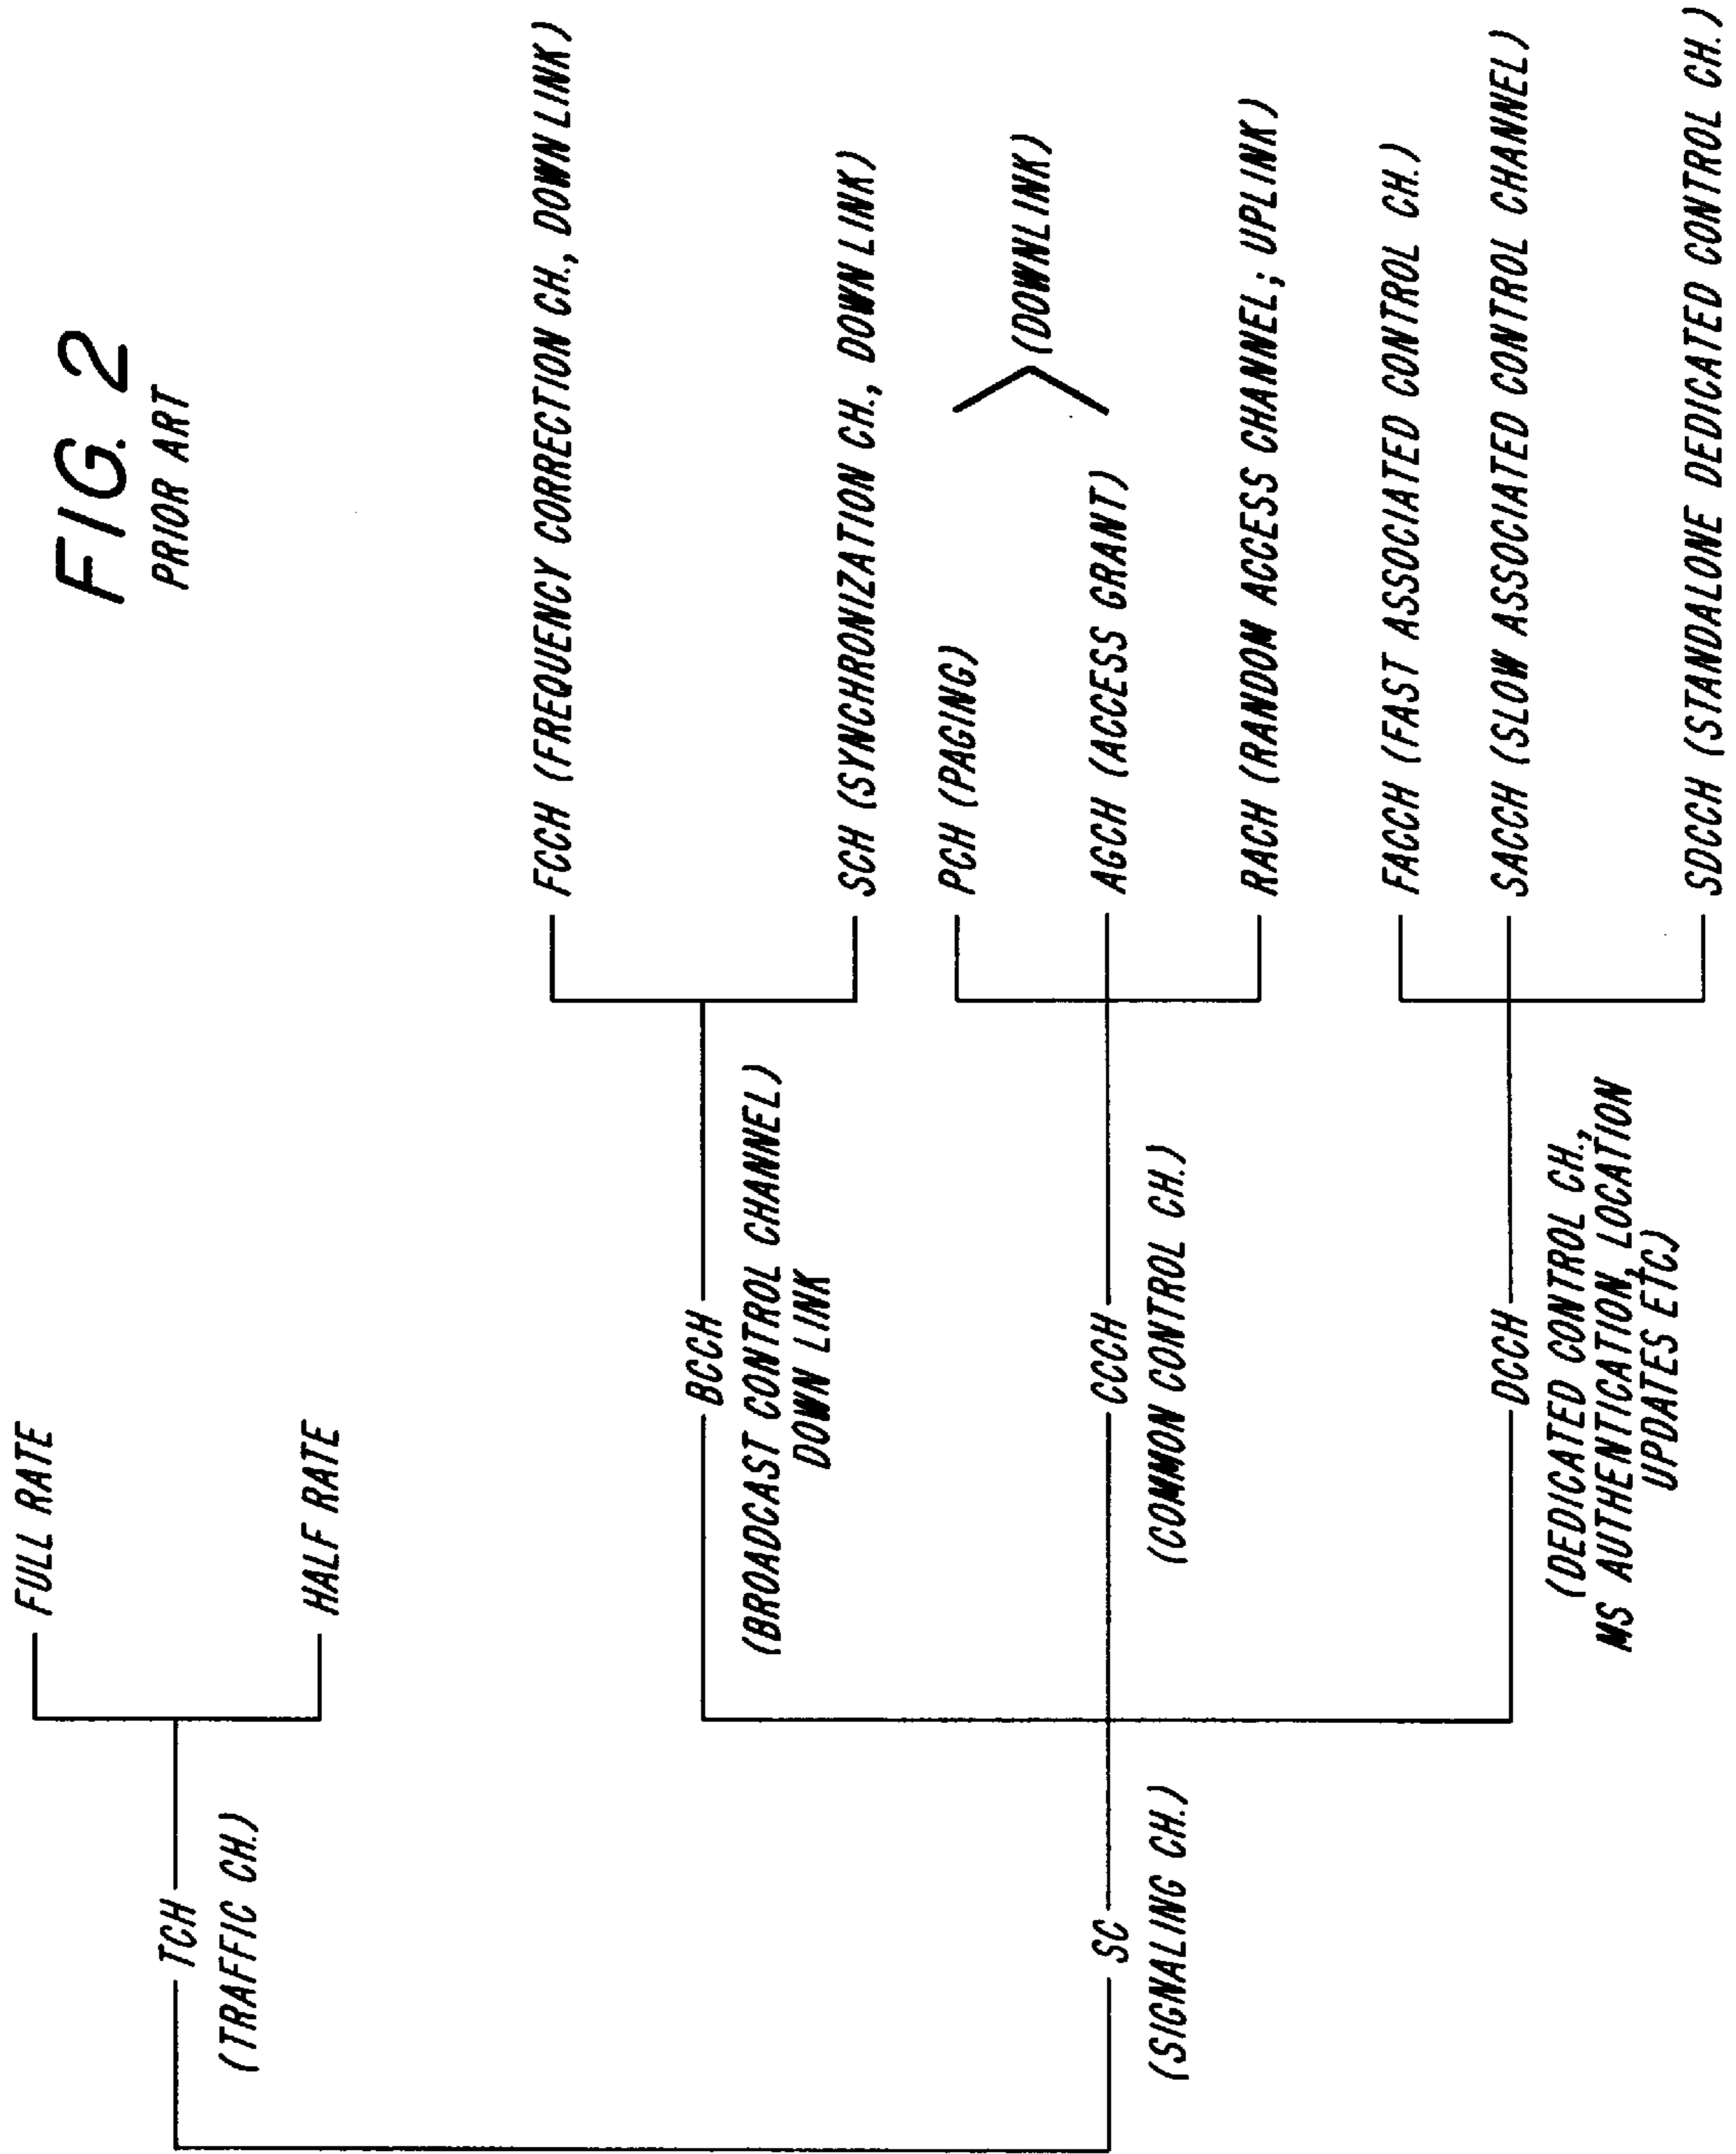 FIG. 2
PRIOR ART
FULL RATE
TCH
(TRAFFIC CH.)
HALF RATE
FCCH (FREQUENCY CORRECTION CH., DOWN LINK)
BCCH
(BROADCAST CONTROL CHANNEL)
DOWN LINK
SCH (SYNCHRONIZATION CH., DOWN LINK)
PCH (PAGING)
(DOWNLINK)
SC
(SIGNALING CH.)
CCCH
(COMMON CONTROL CH.)
AGCH (ACCESS GRANT)
RACH (RANDOM ACCESS CHANNEL; UPLINK)
FACCH (FAST ASSOCIATED CONTROL CH.)
DCCH
(DEDICATED CONTROL CH.,
MS AUTHENTICATION, LOCATION
UPDATES ETC.)
SACCH (SLOW ASSOCIATED CONTROL CHANNEL)
SDCCH (STANDALONE DEDICATED CONTROL CH.)